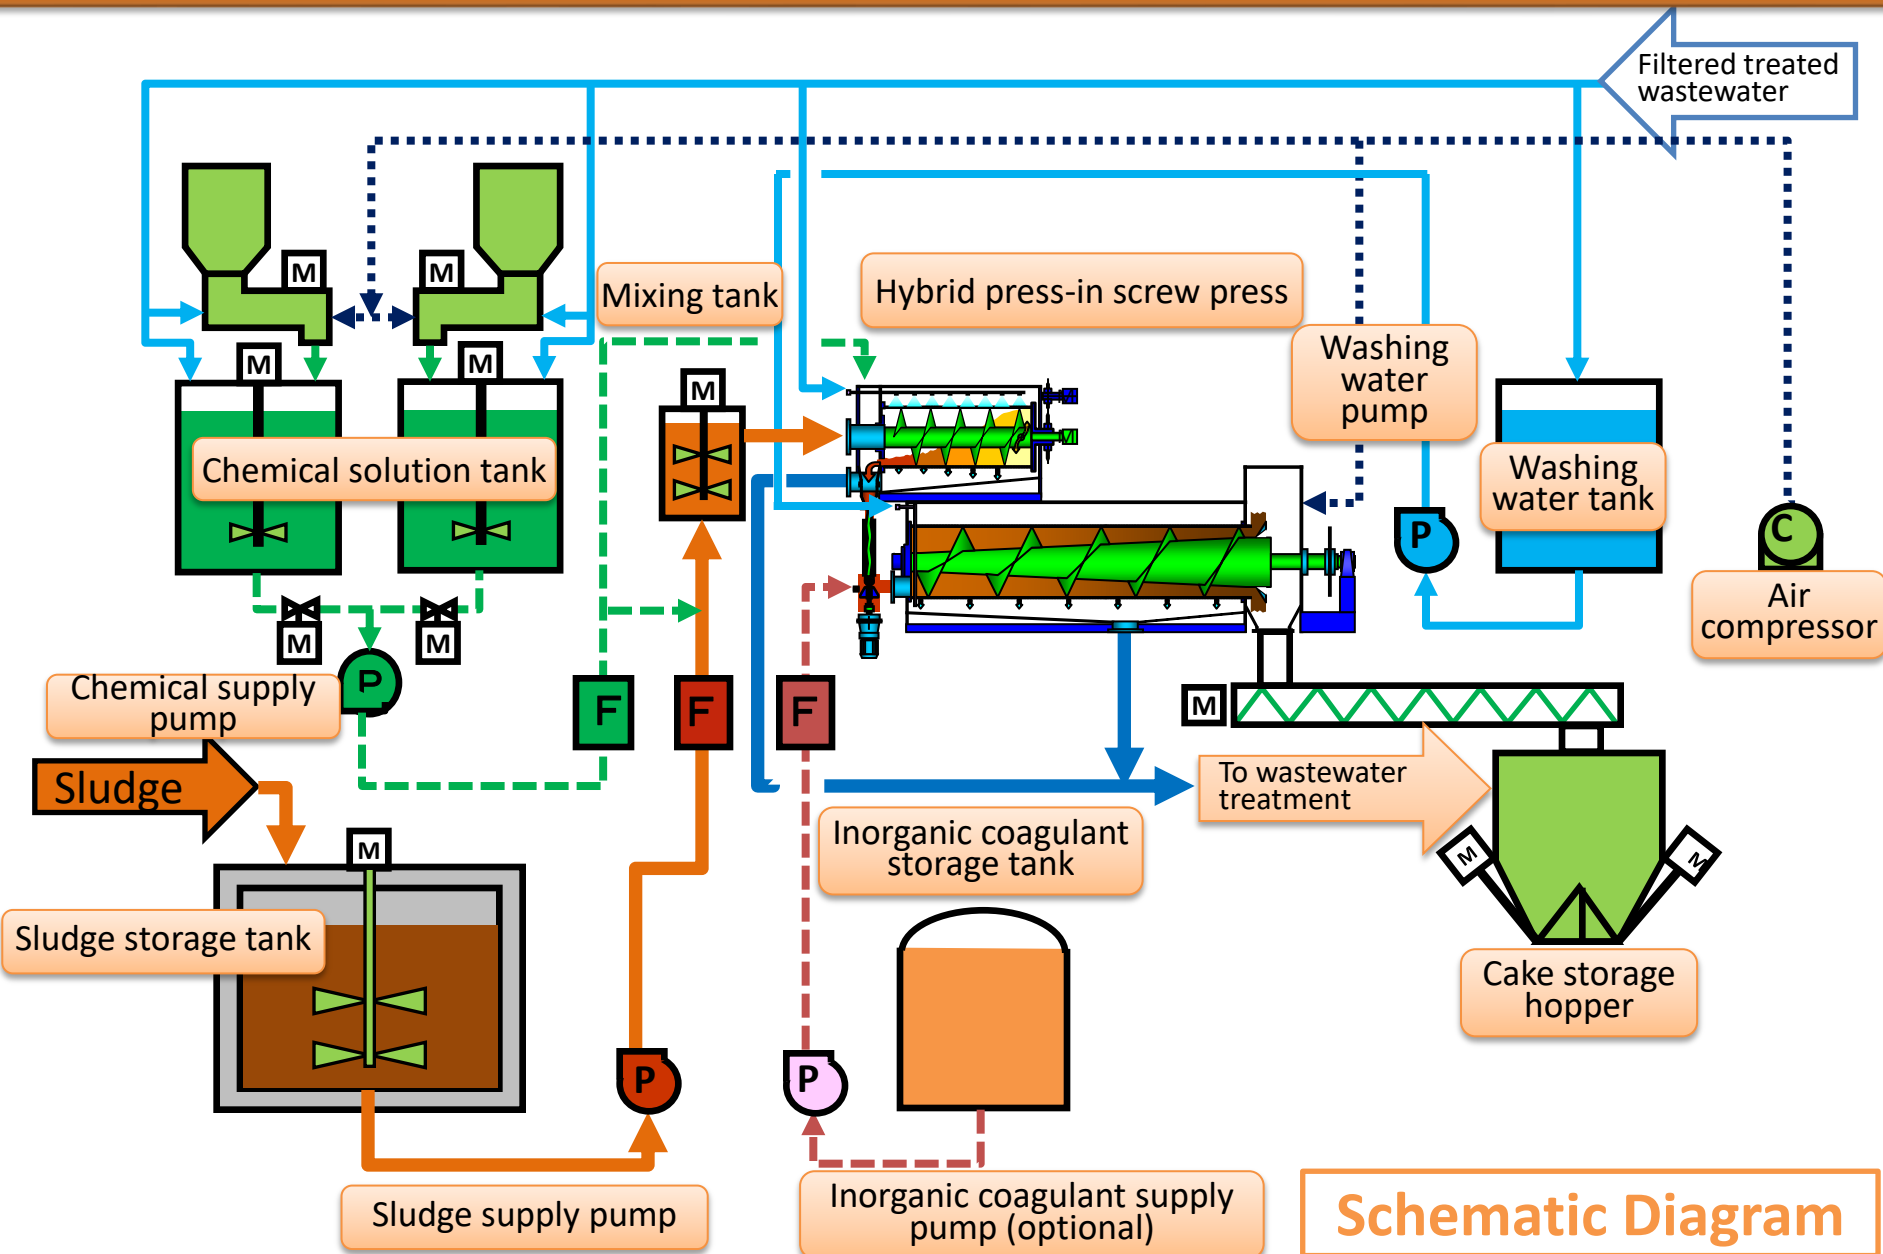 Filtered treated
wastewater
M
M
Mixing tank
Hybrid press-in screw press
Washing
water
pump
M
M
M
Chemical solution tank
Washing
water tank
P
C
Air
compressor
M
M
P
Chemical supply
pump
F
F
F
M
Sludge
To wastewater
treatment
Inorganic coagulant
storage tank
M
M
M
Sludge storage tank
Cake storage
hopper
P
P
Sludge supply pump
Inorganic coagulant supply
pump (optional)
Schematic Diagram